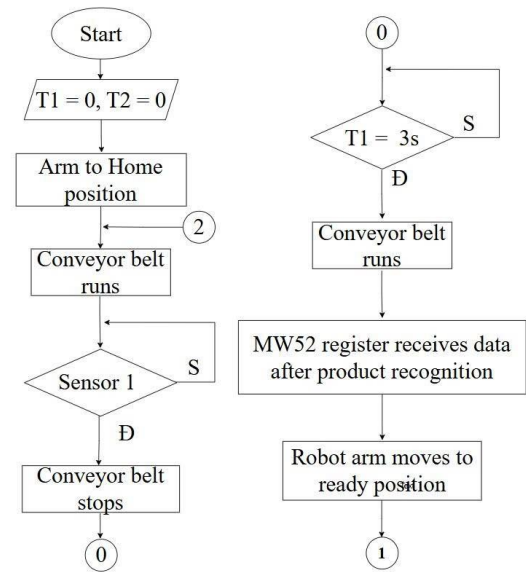 Start
T1 = 0, T2 = 0
Arm to Home
position
2
Conveyor belt
runs
S
Sensor 1
Đ
Conveyor belt
stops
0
0
S
T1 = 3s
Đ
Conveyor belt
runs
MW52 register receives data
after product recognition
Robot arm moves to
ready position
1